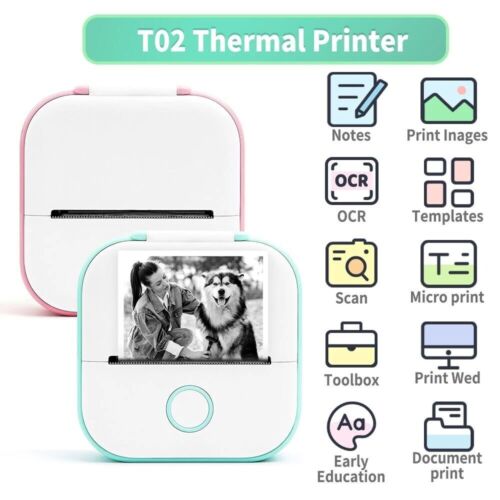 T02 Thermal Printer
Notes
Print Images
OCR
OCR
Templates
Scan
T
Micro print
Toolbox
Print Wed
Aa
Early
Education
Document
print